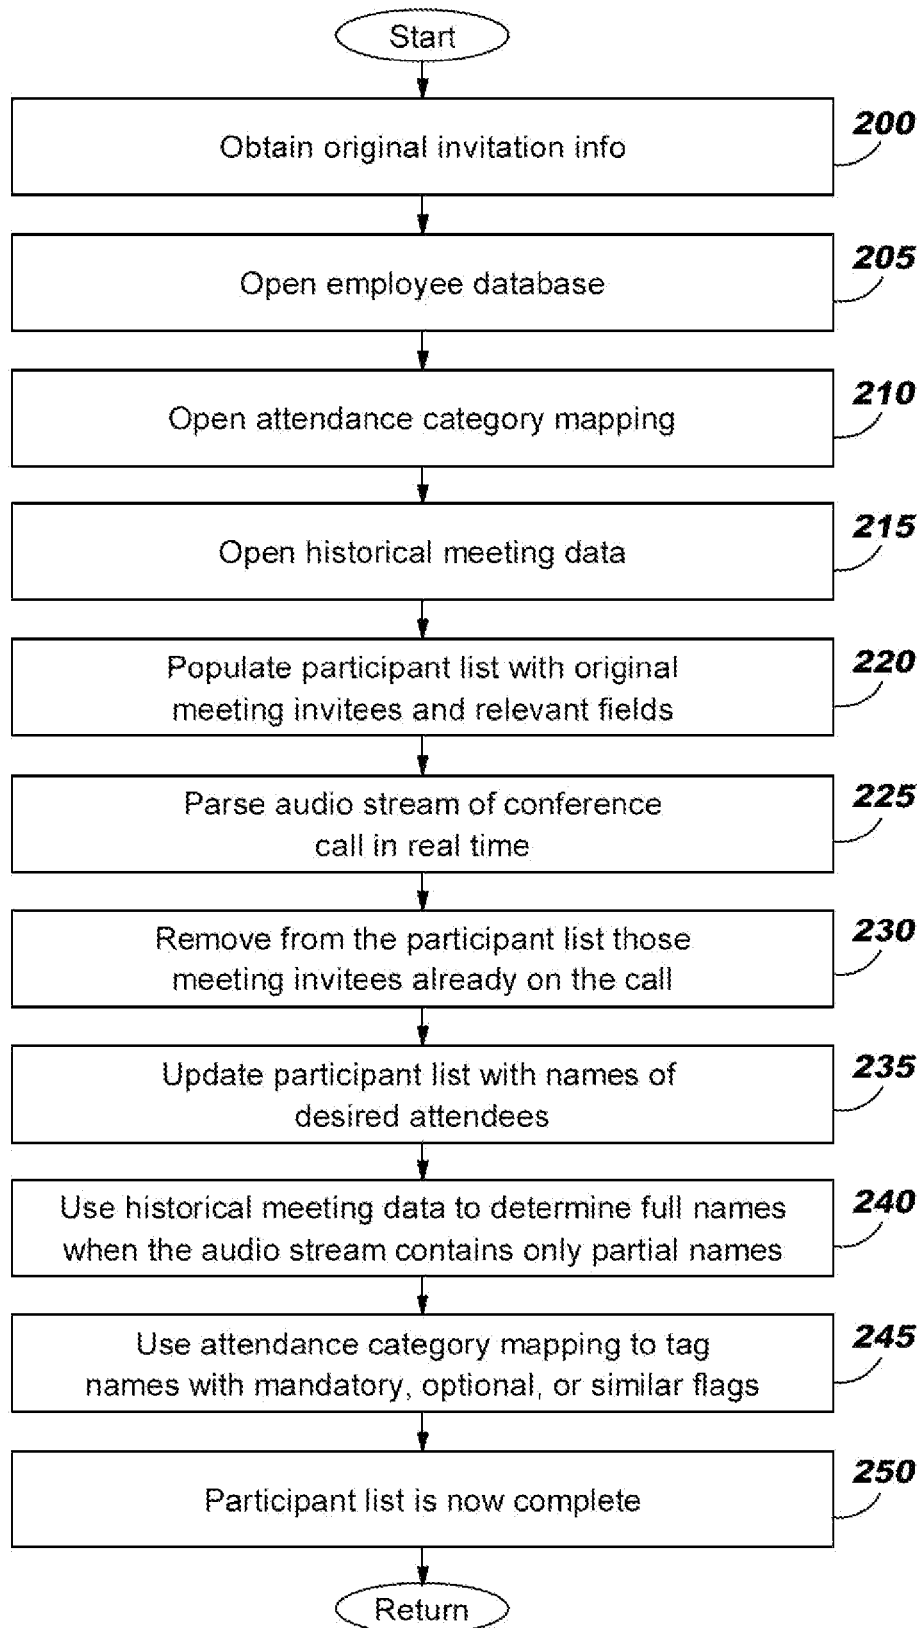 Start
200
Obtain original invitation info
205
Open employee database
210
Open attendance category mapping
215
Open historical meeting data
220
Populate participant list with original
meeting invitees and relevant fields
225
Parse audio stream of conference
call in real time
230
Remove from the participant list those
meeting invitees already on the call
235
Update participant list with names of
desired attendees
240
Use historical meeting data to determine full names
when the audio stream contains only partial names
245
Use attendance category mapping to tag
names with mandatory, optional, or similar flags
250
Participant list is now complete
Return